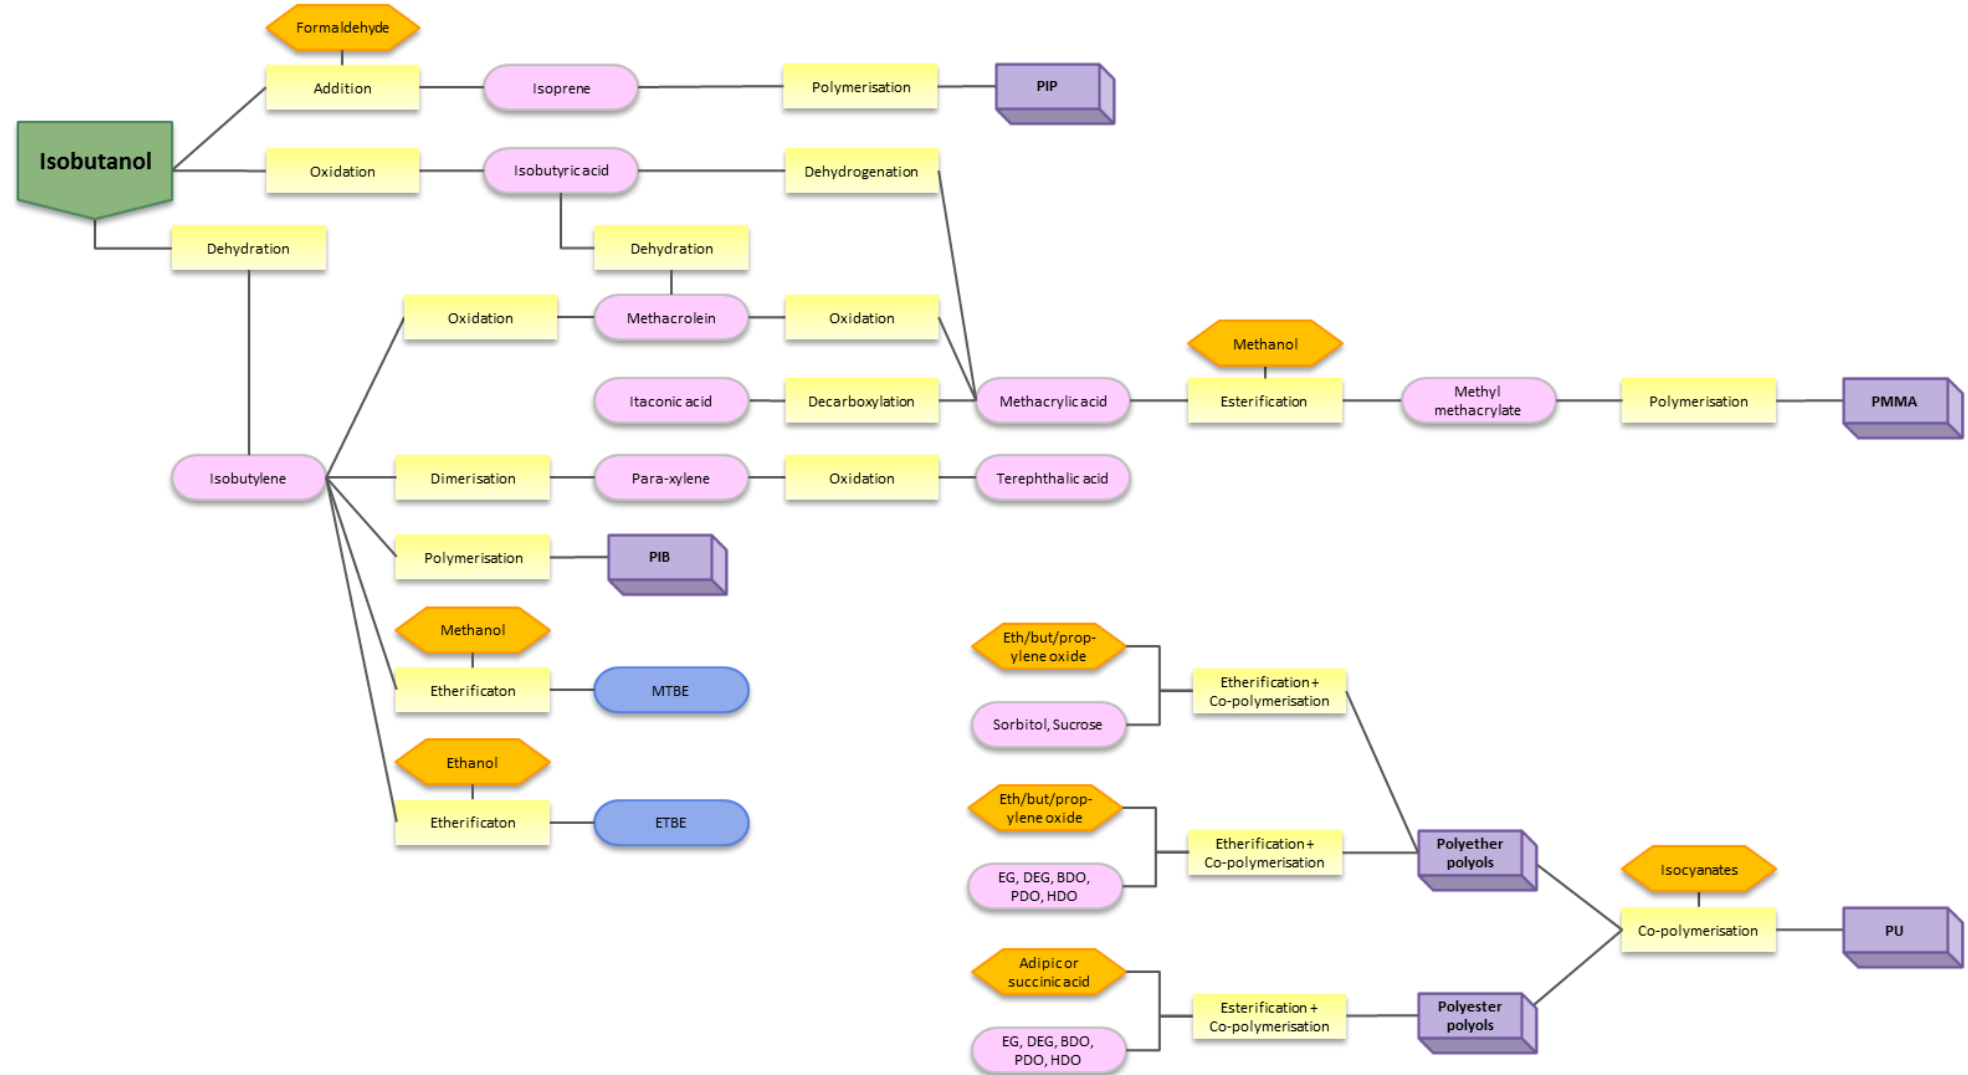 Formaldehyde
Addition
Isoprene
Polymerisation
PIP
Isobutanol
Oxidation
Isobutyric acid
Dehydrogenation
Dehydration
Dehydration
Oxidation
Methacrolein
Oxidation
Methanol
Itaconic acid
Decarboxylation
Methacrylic acid
Esterification
Methyl
methacrylate
Polymerisation
PMMA
Isobutylene
Dimerisation
Para-xylene
Oxidation
Terephthalic acid
Polymerisation
PIB
Methanol
Etherificaton
MTBE
Ethanol
Etherificaton
ETBE
Eth/but/prop-
ylene oxide
Etherification +
Co-polymerisation
Sorbitol, Sucrose
Eth/but/prop-
ylene oxide
Etherification +
Co-polymerisation
EG, DEG, BDO,
PDO, HDO
Polyether
polyols
Isocyanates
Co-polymerisation
PU
Adipic or
succinic acid
Esterification +
Co-polymerisation
EG, DEG, BDO,
PDO, HDO
Polyester
polyols